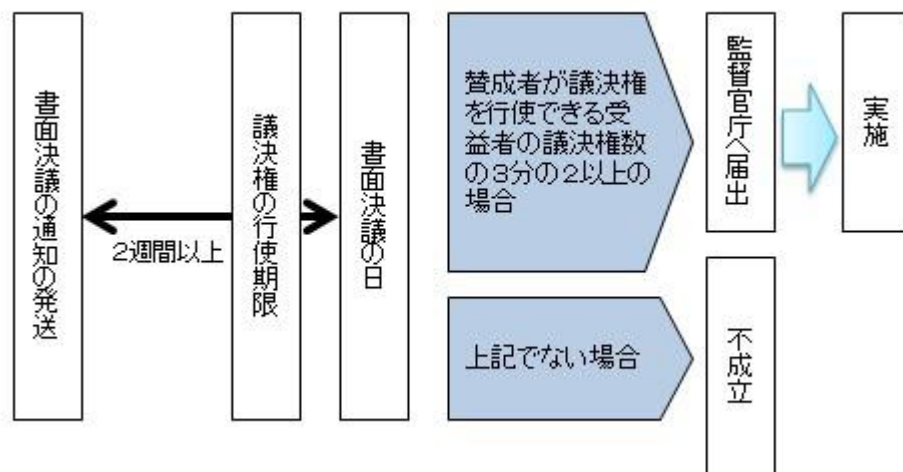 書面決議の通知の発送
2週間以上
議決権の行使期限
書面決議の日
賛成者が議決権
を行使できる受
益者の議決権数
の3分の2以上の
場合
監督官庁へ届出
実施
上記でない場合
不成立